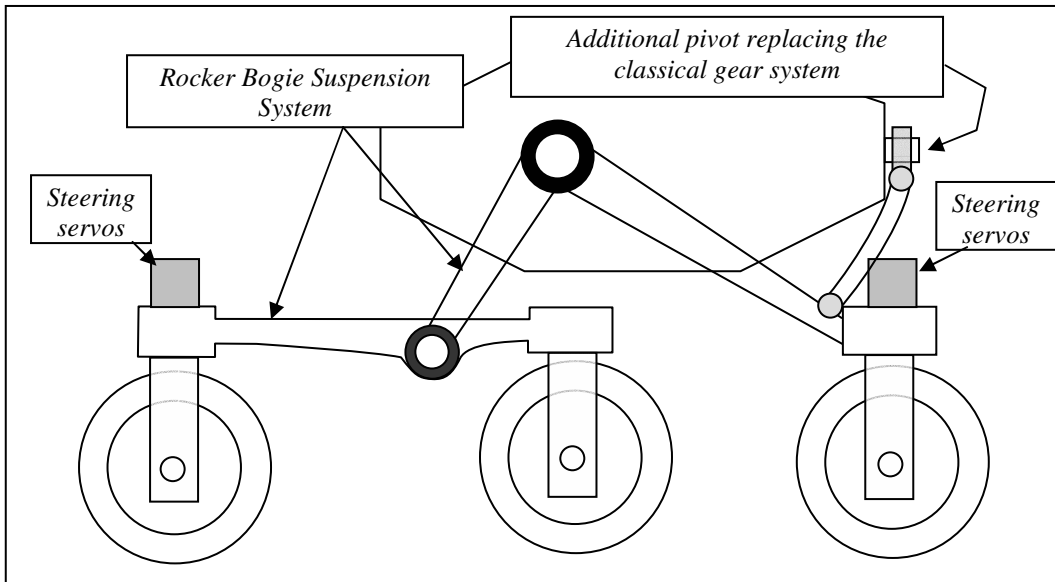 Rocker Bogie Suspension
System
Additional pivot replacing the
classical gear system
Steering
servos
Steering
servos